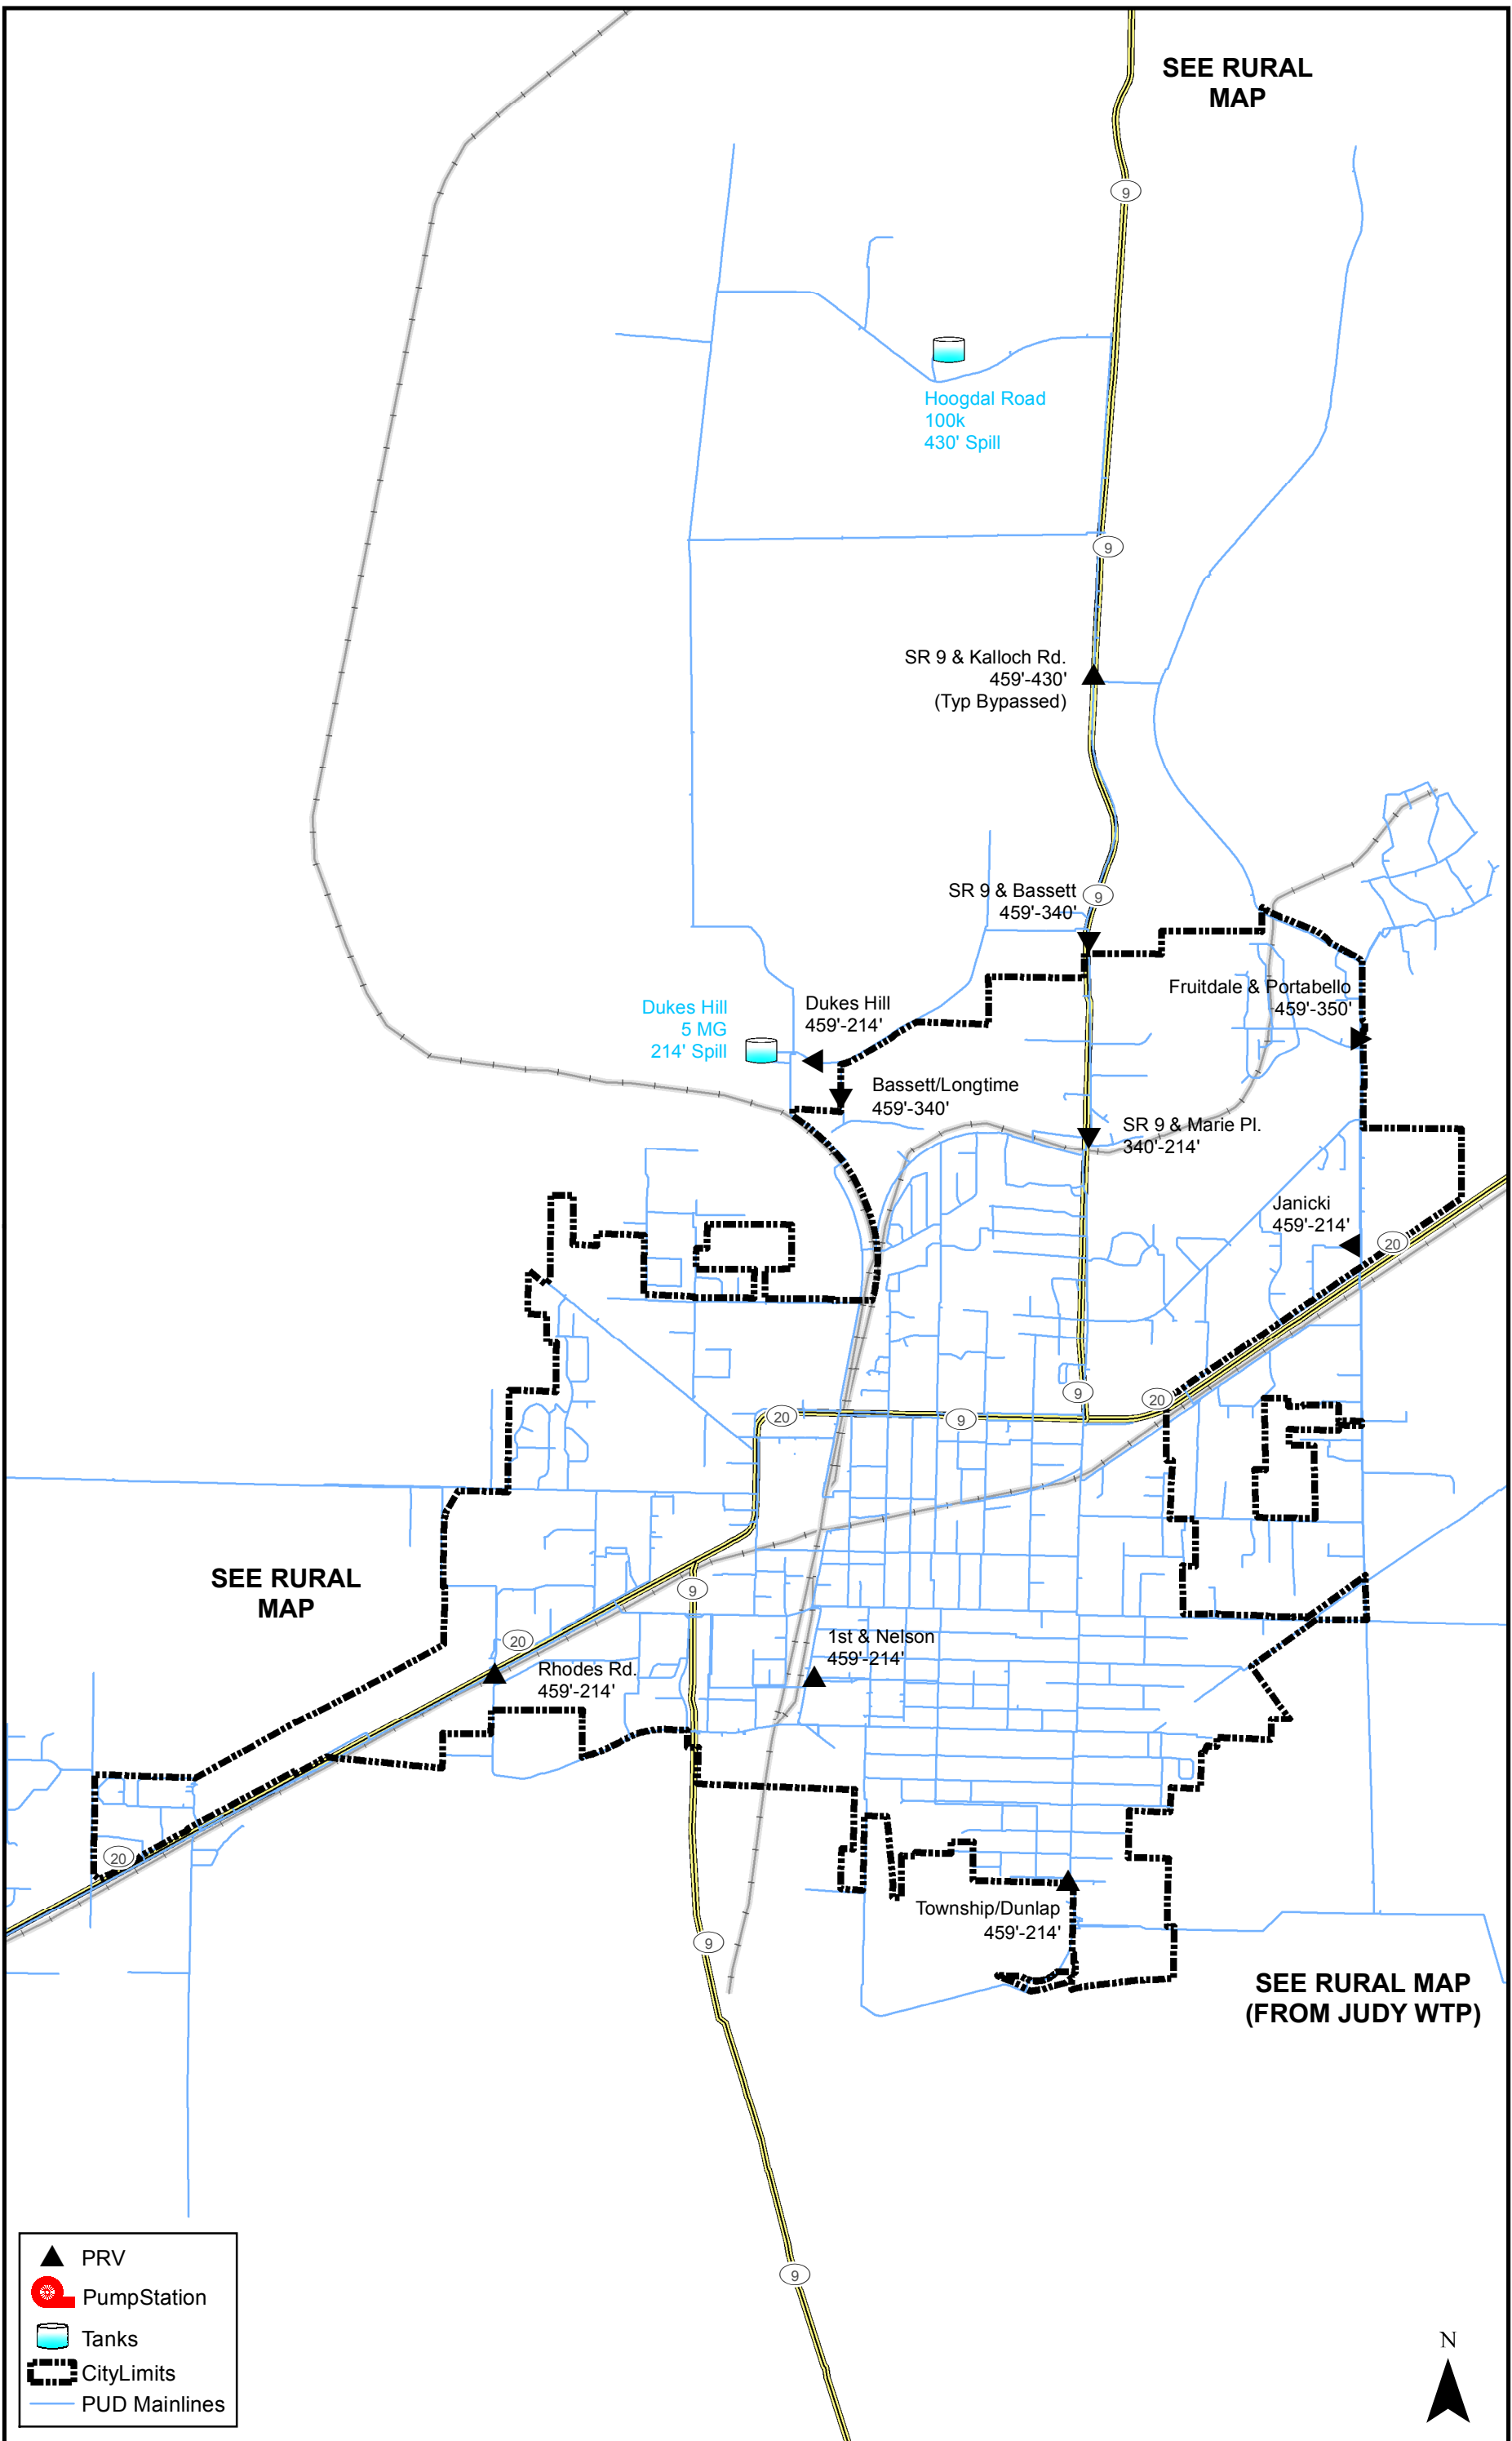 SEE RURAL
MAP
9
Hoogdal Road
100k
430' Spill
9
SR 9 & Kalloch Rd.
459'-430'
(Typ Bypassed)
SR 9 & Bassett
459'-340'
9
Fruitdale & Portabello
459'-350'
Dukes Hill
5 MG
214' Spill
Dukes Hill
459'-214'
Bassett/Longtime
459'-340'
SR 9 & Marie Pl.
340'-214'
Janicki
459'-214'
20
9
20
20
9
SEE RURAL
MAP
9
20
1st & Nelson
459'-214'
Rhodes Rd.
459'-214'
20
Township/Dunlap
459'-214'
9
SEE RURAL MAP
(FROM JUDY WTP)
9
PRV
PumpStation
Tanks
CityLimits
PUD Mainlines
N